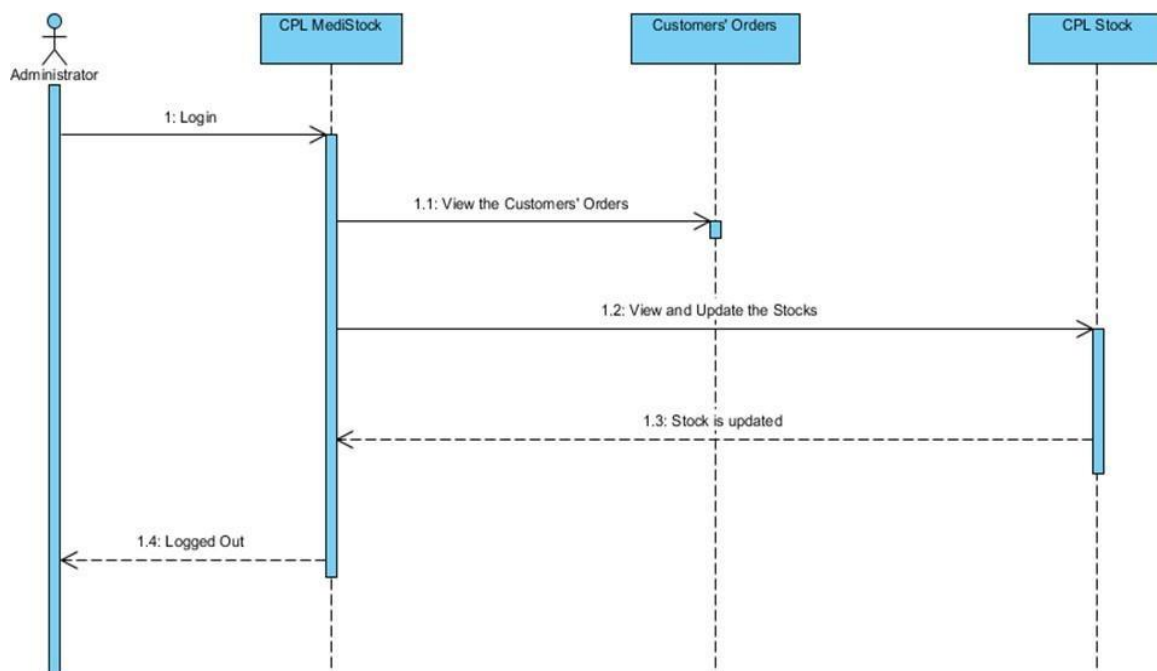 CPL MediStock
Customers' Orders
CPL Stock
Administrator
1: Login
1.1: View the Customers' Orders
1.2: View and Update the Stocks
1.3: Stock is updated
1.4: Logged Out